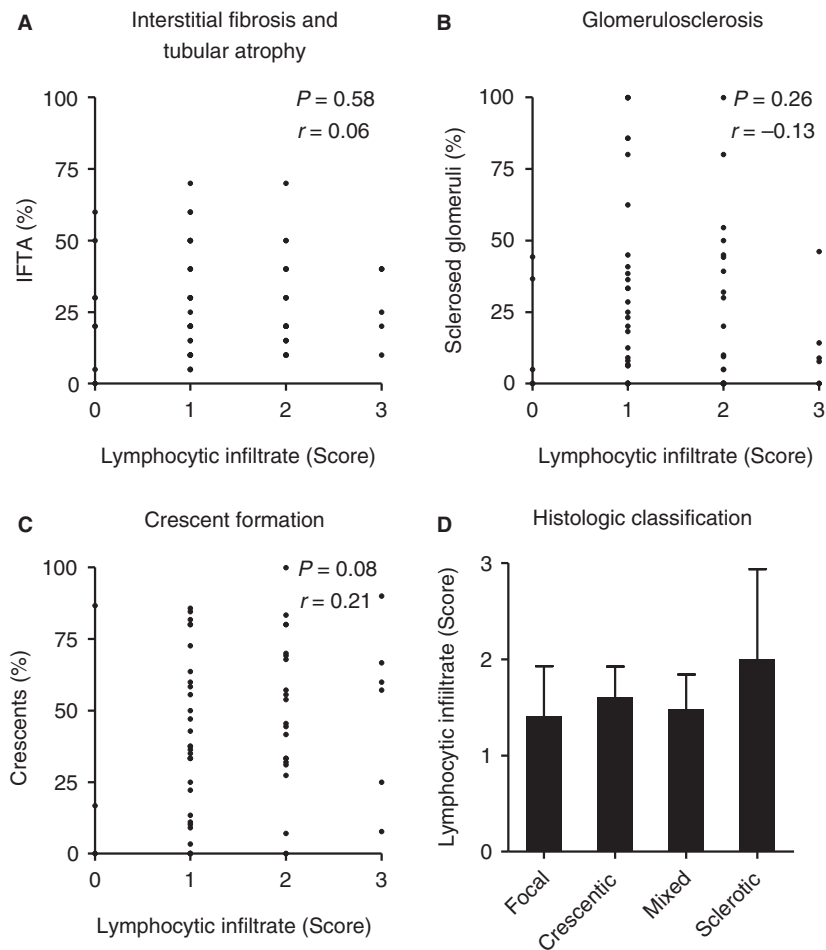 A
Interstitial fibrosis and
tubular atrophy
P = 0.58
r = 0.06
IFTA (%)
100
75
50
25
0
0 1 2 3
Lymphocytic infiltrate (Score)
B
Glomerulosclerosis
P = 0.26
r = –0.13
Sclerosed glomeruli (%)
100
75
50
25
0
0 1 2 3
Lymphocytic infiltrate (Score)
C
Crescent formation
P = 0.08
r = 0.21
Crescents (%)
100
75
50
25
0
0 1 2 3
Lymphocytic infiltrate (Score)
D
Histologic classification
Lymphocytic infiiltrate (Score)
3
2
1
0
Focal
Crescentic
Mixed
Sclerotic